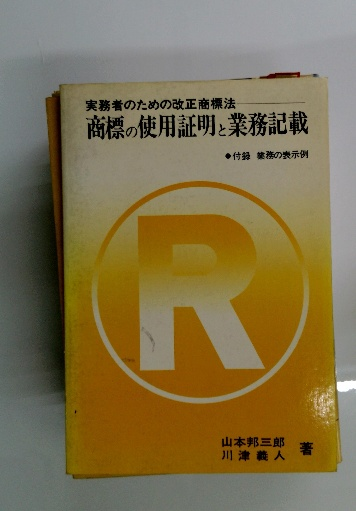 実務者のための改正商標法
商標の使用証明と業務記載
●付録 業務の表示例
R
山本邦三郎
川津義人 著